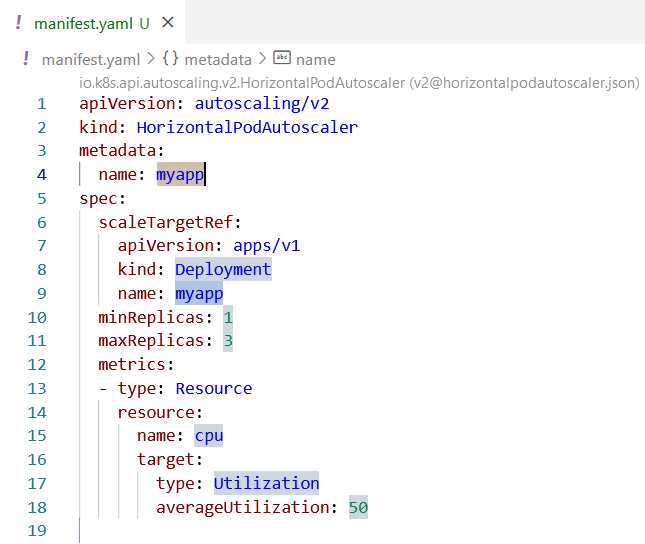 ! manifest.yaml U ×
! manifest.yaml > {} metadata > abc name
io.k8s.api.autoscaling.v2.HorizontalPodAutoscaler (v2@horizontalpodautoscaler.json)
1 apiVersion: autoscaling/v2
2 kind: HorizontalPodAutoscaler
3 metadata:
4   name: myapp
5 spec:
6   scaleTargetRef:
7     apiVersion: apps/v1
8     kind: Deployment
9     name: myapp
10   minReplicas: 1
11   maxReplicas: 3
12   metrics:
13   - type: Resource
14     resource:
15       name: cpu
16       target:
17         type: Utilization
18         averageUtilization: 50
19